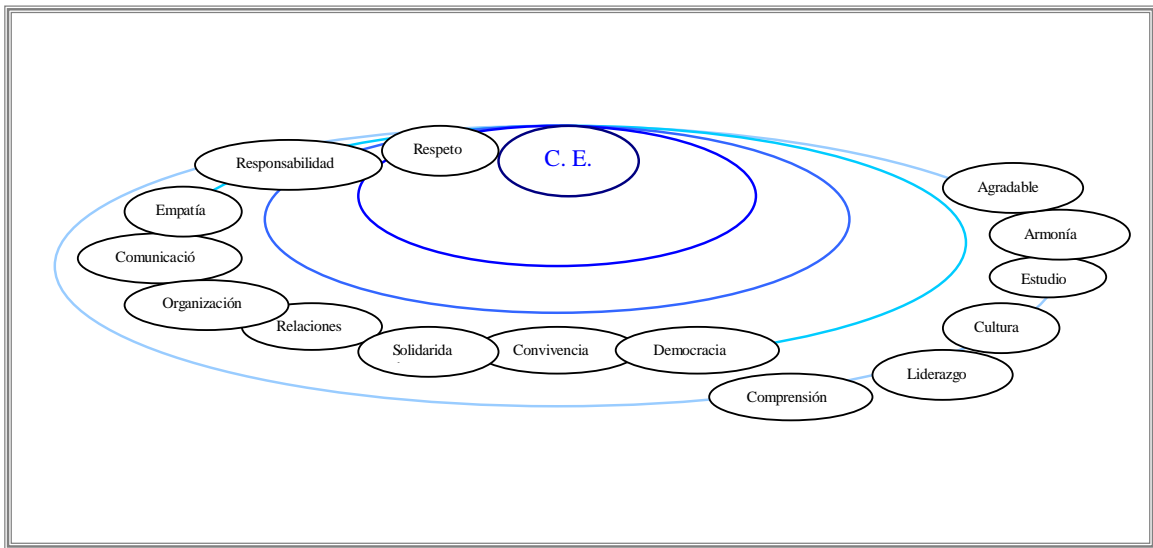 C. E.
Respeto
Responsabilidad
Empatía
Comunicació
Organización
Relaciones
Solidarida
Convivencia
Democracia
Comprensión
Liderazgo
Cultura
Estudio
Armonía
Agradable